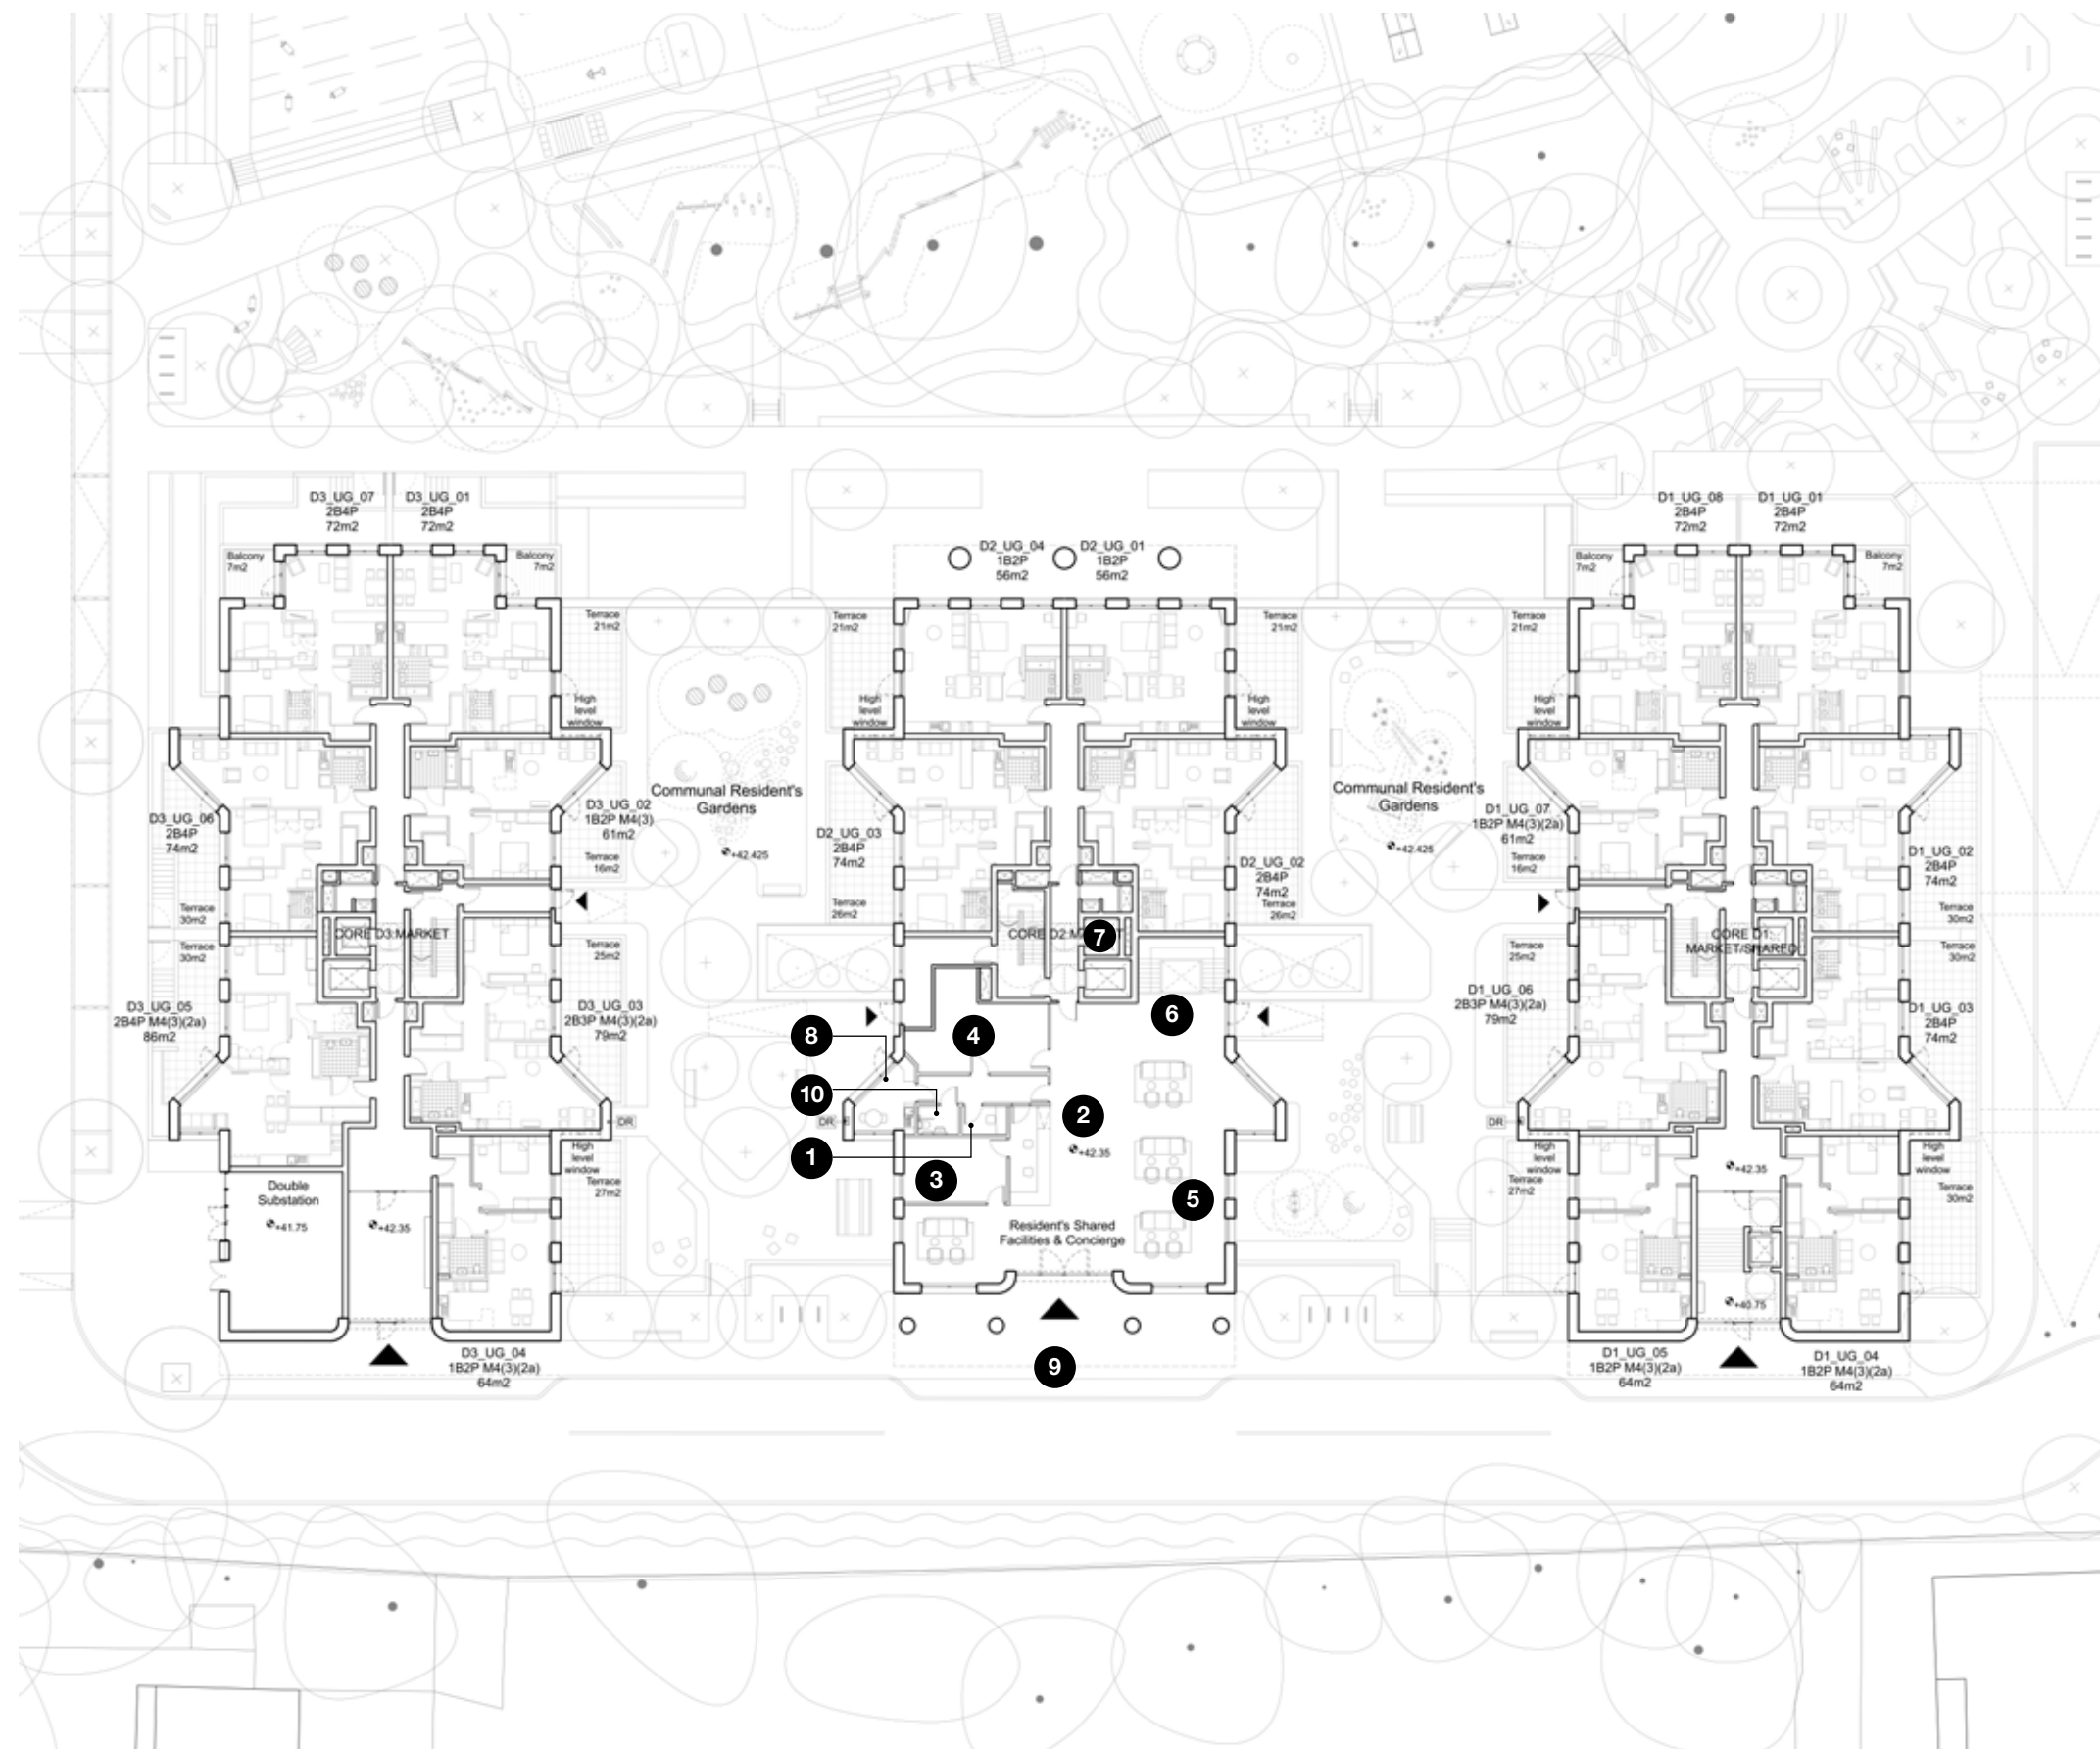 D3_UG_07
2B4P
72m2
D3_UG_01
2B4P
72m2
D1_UG_08
2B4P
72m2
D1_UG_01
2B4P
72m2
Balcony
7m2
Balcony
7m2
D2_UG_04
1B2P
56m2
D2_UG_01
1B2P
56m2
Balcony
7m2
Balcony
7m2
Terrace
21m2
Terrace
21m2
Terrace
21m2
Terrace
21m2
High
level
window
High
level
window
High
level
window
High
level
window
Communal Resident's
Gardens
+42.425
Communal Resident's
Gardens
+42.425
D3_UG_06
2B4P
74m2
D3_UG_02
1B2P M4(3)
61m2
Terrace
16m2
D2_UG_03
2B4P
74m2
D2_UG_02
2B4P
74m2
Terrace
26m2
Terrace
26m2
D1_UG_07
1B2P M4(3)(2a)
61m2
Terrace
16m2
D1_UG_02
2B4P
74m2
Terrace
30m2
Terrace
30m2
Terrace
30m2
Terrace
30m2
CORE D3:MARKET
CORE D2:M
T
7
CORE D1:
MARKET/SHARED
Terrace
25m2
Terrace
25m2
D3_UG_05
2B4P M4(3)(2a)
86m2
D3_UG_03
2B3P M4(3)(2a)
79m2
D1_UG_06
2B3P M4(3)(2a)
79m2
D1_UG_03
2B4P
74m2
6
8
4
10
2
+42.35
1
3
5
DR
DR
DR
High
level
window
Terrace
27m2
High
level
window
Terrace
27m2
High
level
window
Terrace
30m2
Double
Substation
+41.75
+42.35
Resident's Shared
Facilities & Concierge
+42.35
+40.75
9
D3_UG_04
1B2P M4(3)(2a)
64m2
D1_UG_05
1B2P M4(3)(2a)
64m2
D1_UG_04
1B2P M4(3)(2a)
64m2